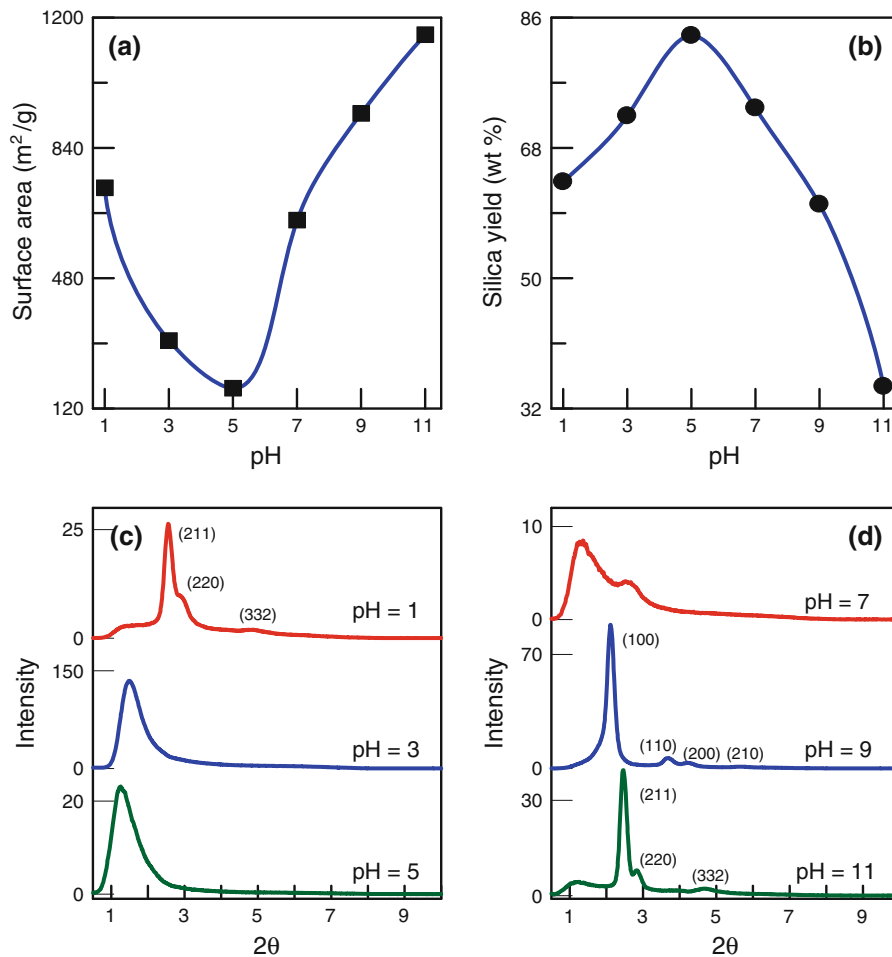 (a)
Surface area (m²/g)
1200
840
480
120
1 3 5 7 9 11
pH
(b)
Silica yield (wt %)
86
68
50
32
1 3 5 7 9 11
pH
(c)
Intensity
25
0
(211)
(220)
(332)
pH = 1
150
0
pH = 3
20
0
pH = 5
1 3 5 7 9
2θ
(d)
Intensity
10
0
pH = 7
70
0
(100)
(110)
(200)
(210)
pH = 9
30
0
(211)
(220)
(332)
pH = 11
1 3 5 7 9
2θ